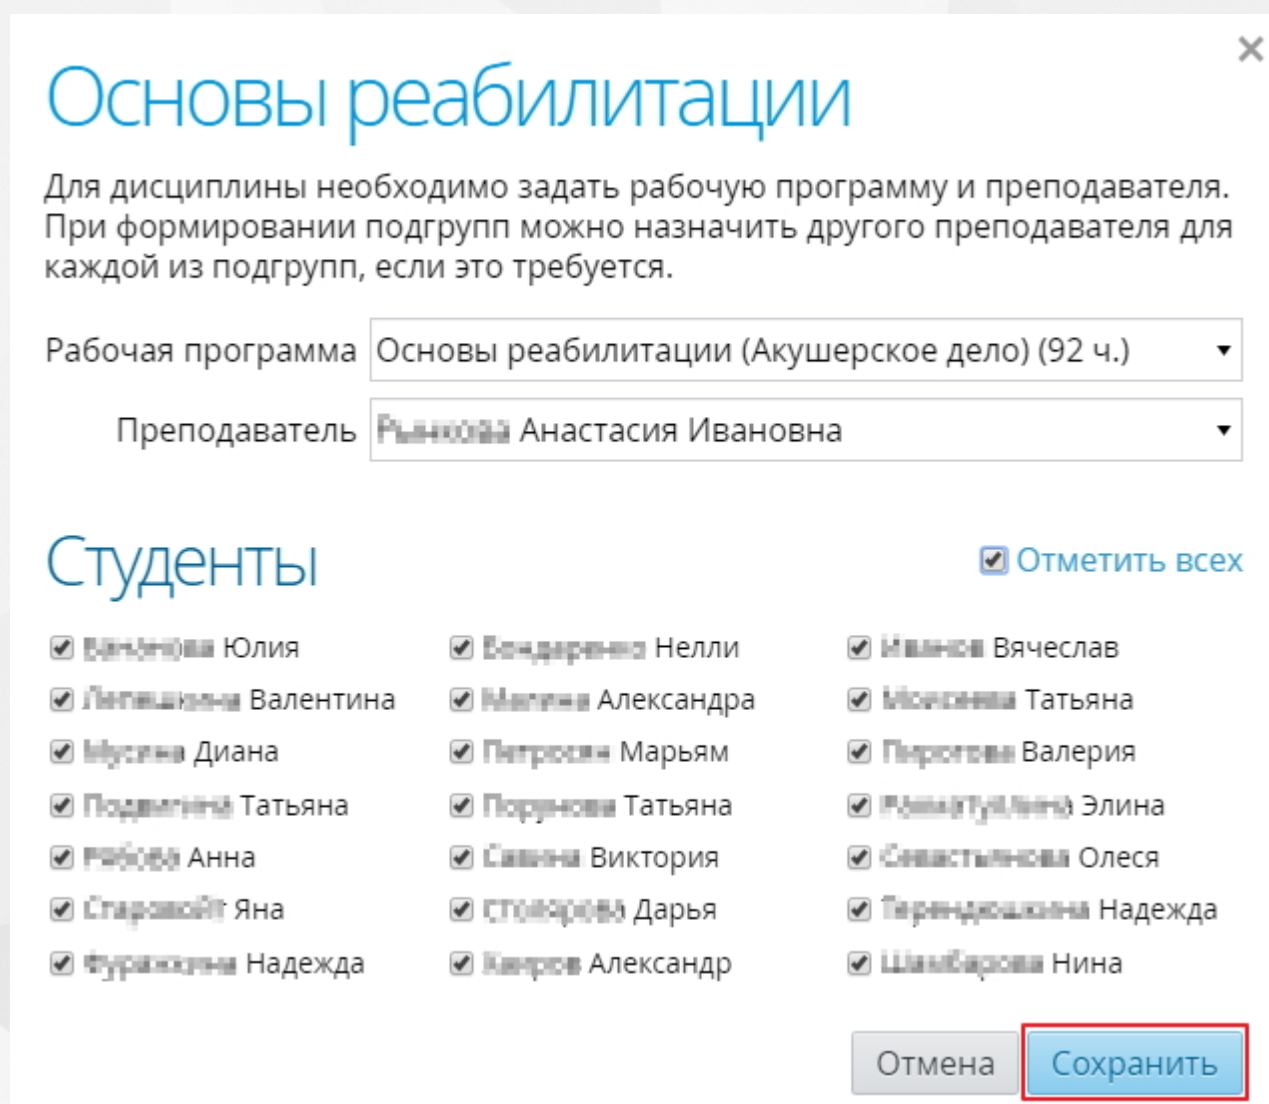 Основы реабилитации
Для дисциплины необходимо задать рабочую программу и преподавателя.
При формировании подгрупп можно назначить другого преподавателя для
каждой из подгрупп, если это требуется.
Рабочая программа Основы реабилитации (Акушерское дело) (92 ч.)
Преподаватель Анастасия Ивановна
Студенты Отметить всех
Юлия Нелли Вячеслав
Валентина Александра Татьяна
Диана Марьям Валерия
Татьяна Татьяна Элина
Анна Виктория Олеся
Яна Дарья Надежда
Надежда Александр Нина
Отмена Сохранить